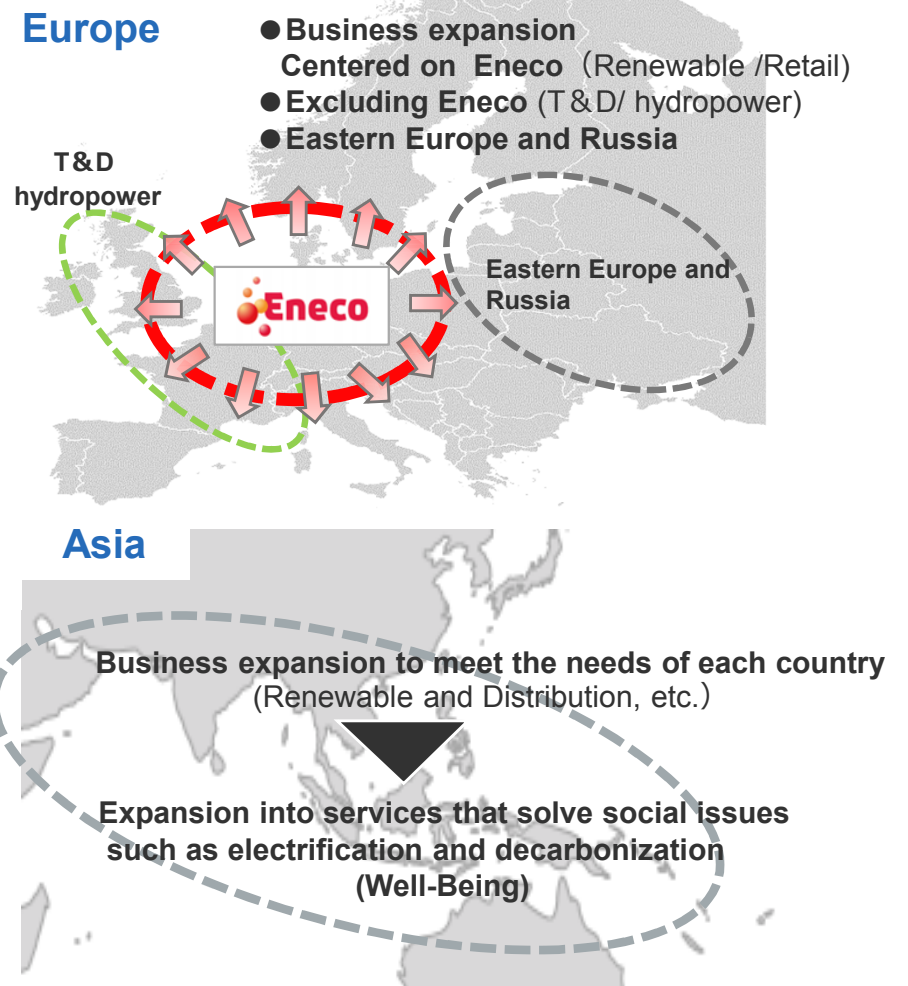 Europe
●Business expansion
Centered on Eneco（Renewable /Retail)
●Excluding Eneco (T＆D/ hydropower)
●Eastern Europe and Russia
T&D
hydropower
Eneco
Eastern Europe and
Russia
Asia
Business expansion to meet the needs of each country
(Renewable and Distribution, etc.）
Expansion into services that solve social issues
such as electrification and decarbonization
(Well-Being)